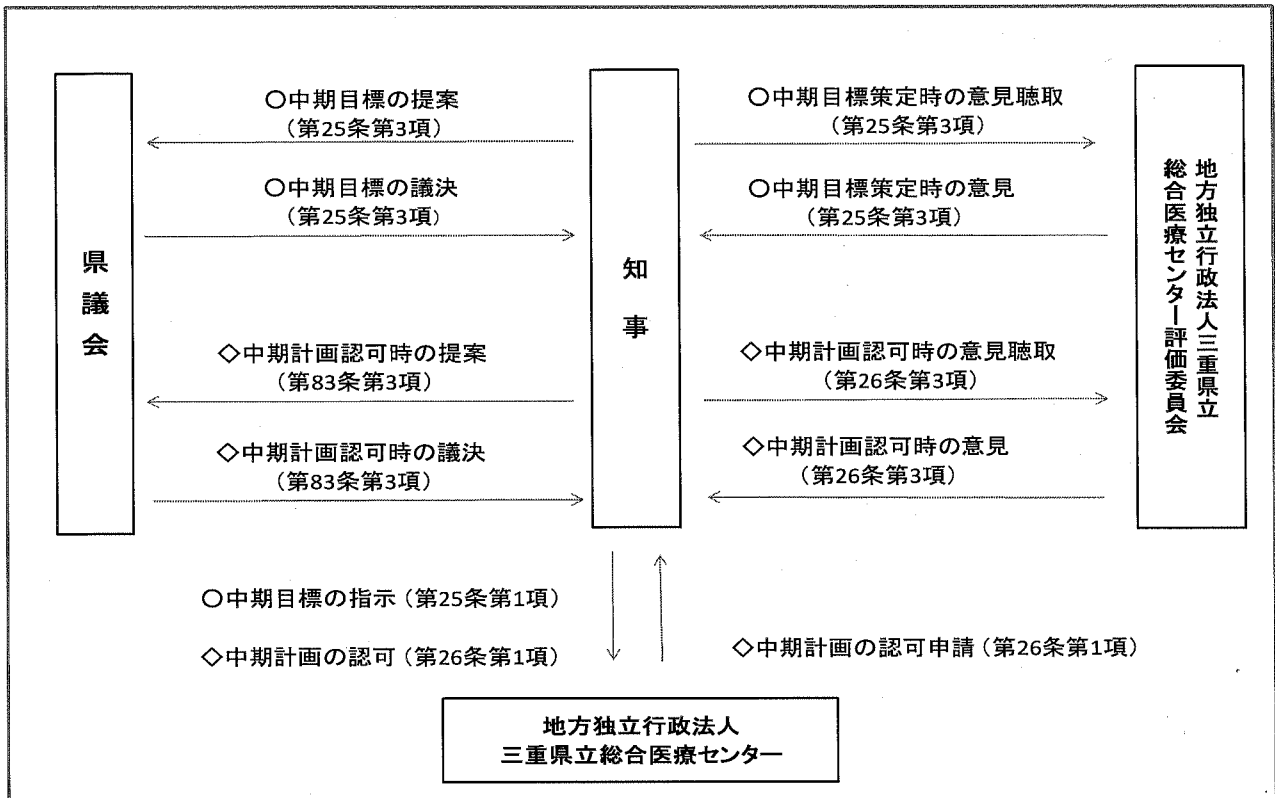 ○中期目標の提案
（第25条第3項）
○中期目標の議決
（第25条第3項）
◇中期計画認可時の提案
（第83条第3項）
◇中期計画認可時の議決
（第83条第3項）
県議会
知事
○中期目標策定時の意見聴取
（第25条第3項）
○中期目標策定時の意見
（第25条第3項）
◇中期計画認可時の意見聴取
（第26条第3項）
◇中期計画認可時の意見
（第26条第3項）
地方独立行政法人三重県立
総合医療センター評価委員会
○中期目標の指示（第25条第1項）
◇中期計画の認可（第26条第1項）
◇中期計画の認可申請（第26条第1項）
地方独立行政法人
三重県立総合医療センター